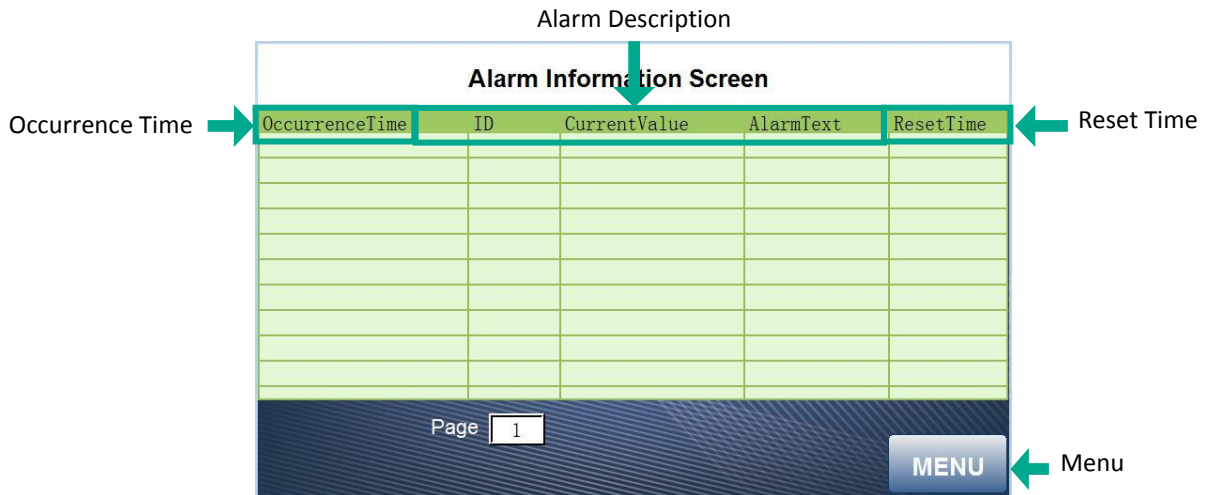 Alarm Description
Alarm Information Screen
Occurrence Time
OccurrenceTime ID CurrentValue AlarmText ResetTime
Reset Time
Page 1
MENU
Menu